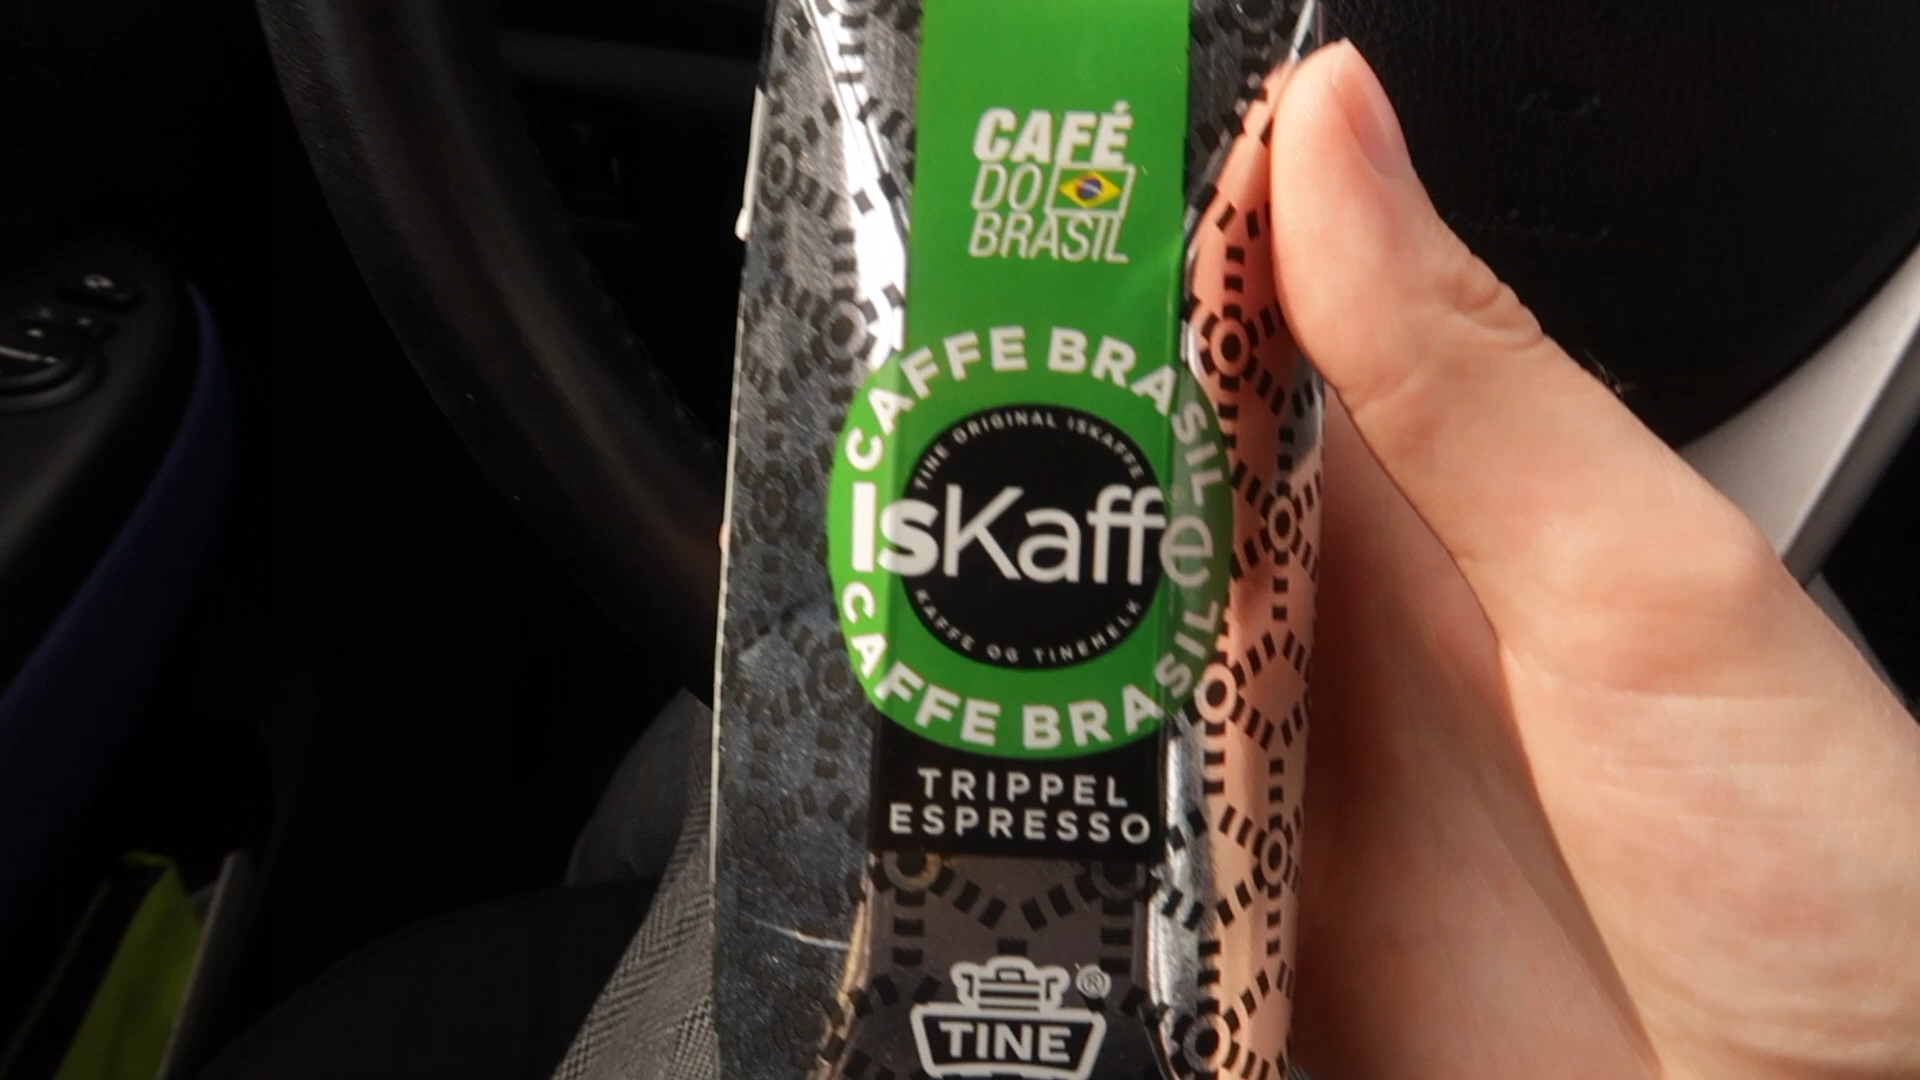 CAFÉ
DO
BRASIL
CAFFE BRASIL
TINE ORIGINAL ISKAFFE
IsKaffe
KAFFE OG TINEMELK
CAFFE BRASIL
TRIPPEL
ESPRESSO
®
TINE